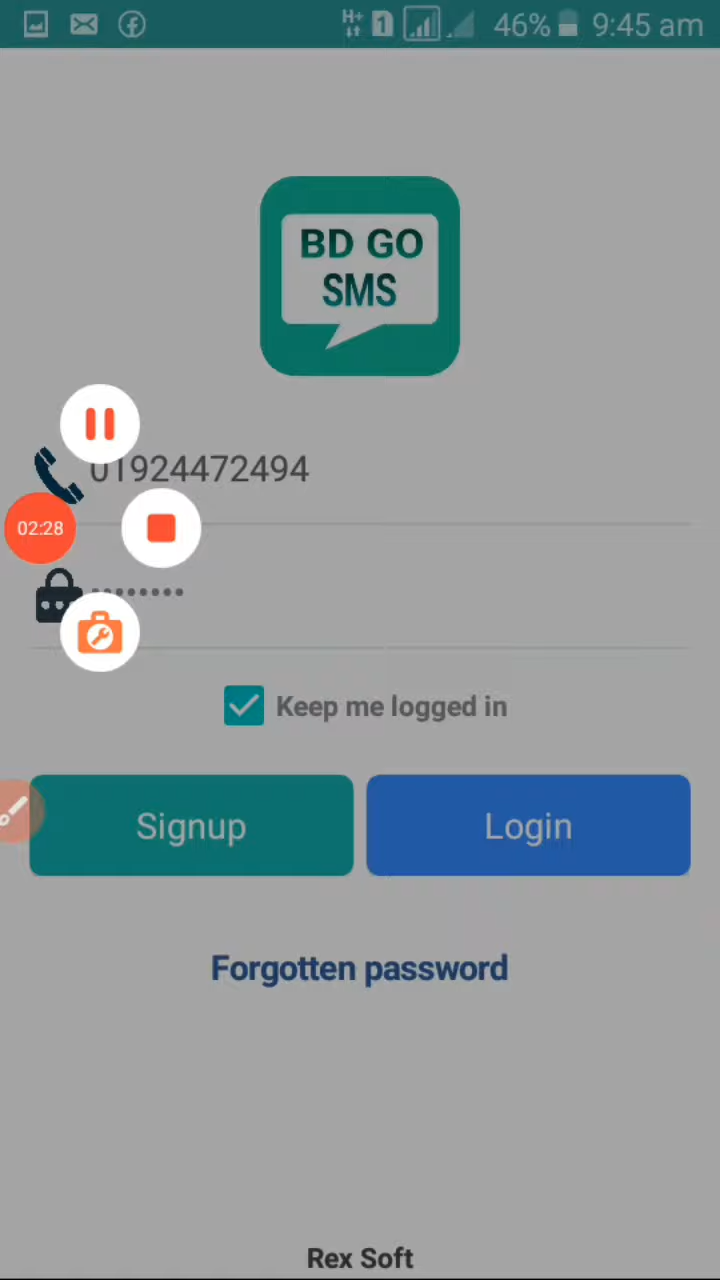 46% 9:45 am
BD GO
SMS
01924472494
02:28
Keep me logged in
Signup
Login
Forgotten password
Rex Soft